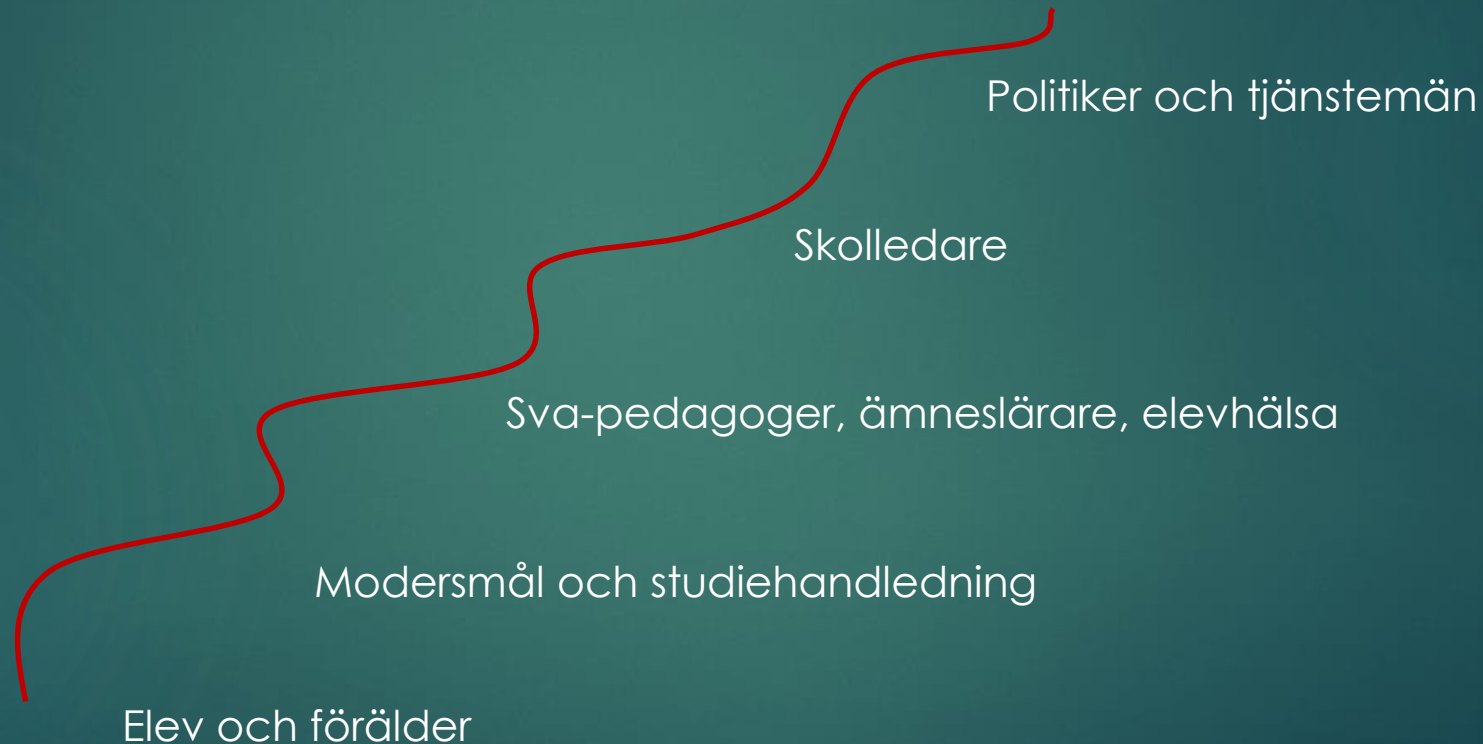 Politiker och tjänstemän
Skolledare
Sva-pedagoger, ämneslärare, elevhälsa
Modersmål och studiehandledning
Elev och förälder